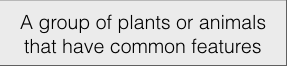 A group of plants or animals
that have common features